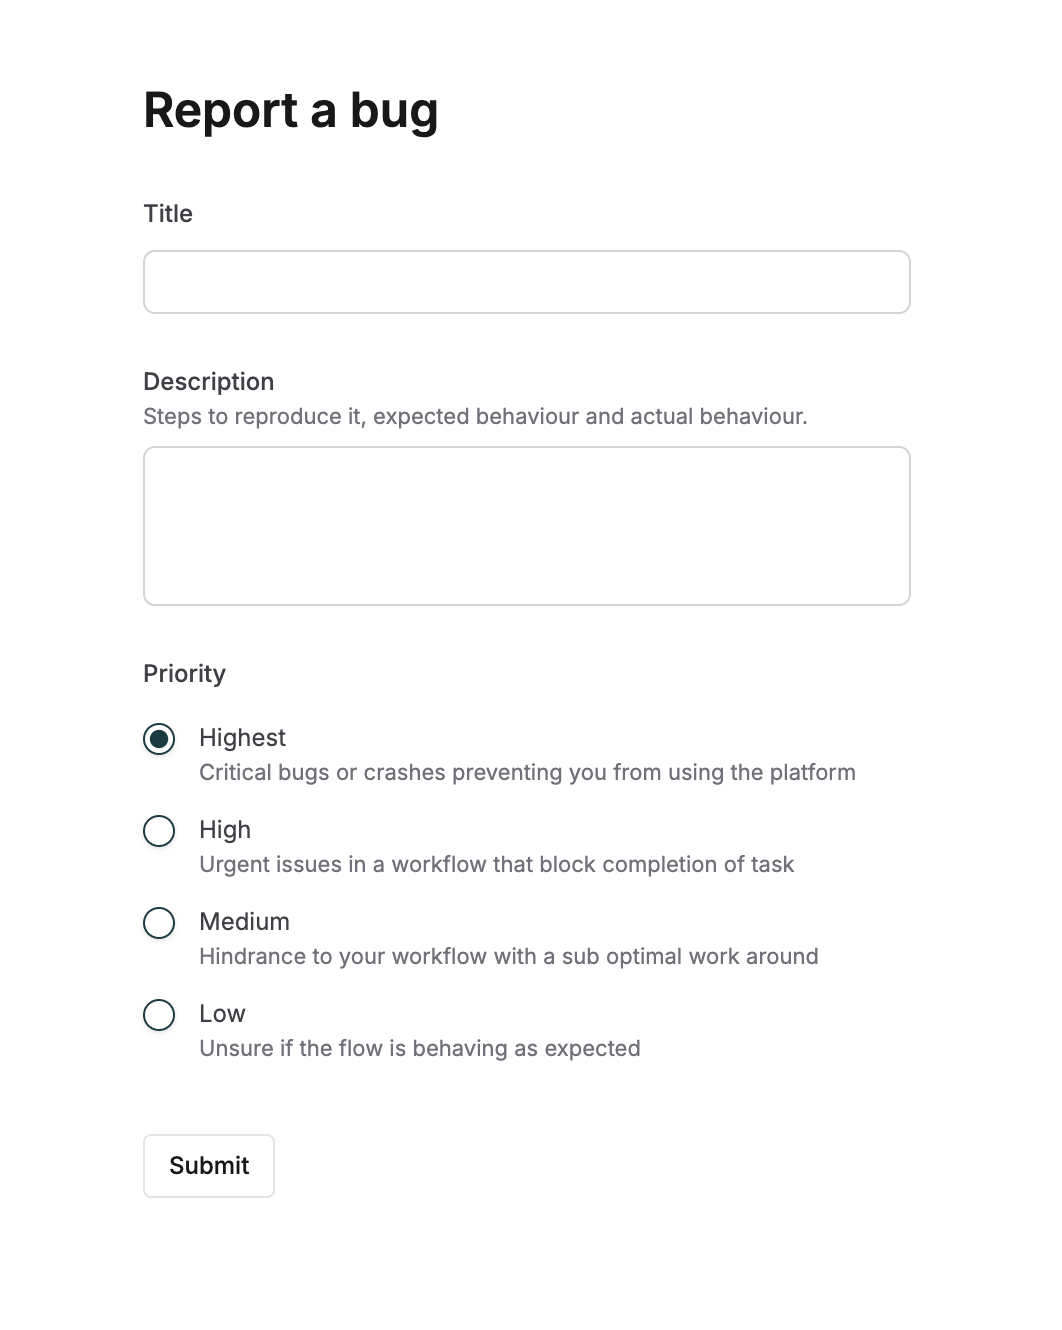 Report a bug
Title
Description
Steps to reproduce it, expected behaviour and actual behaviour.
Priority
Highest
Critical bugs or crashes preventing you from using the platform
High
Urgent issues in a workflow that block completion of task
Medium
Hindrance to your workflow with a sub optimal work around
Low
Unsure if the flow is behaving as expected
Submit